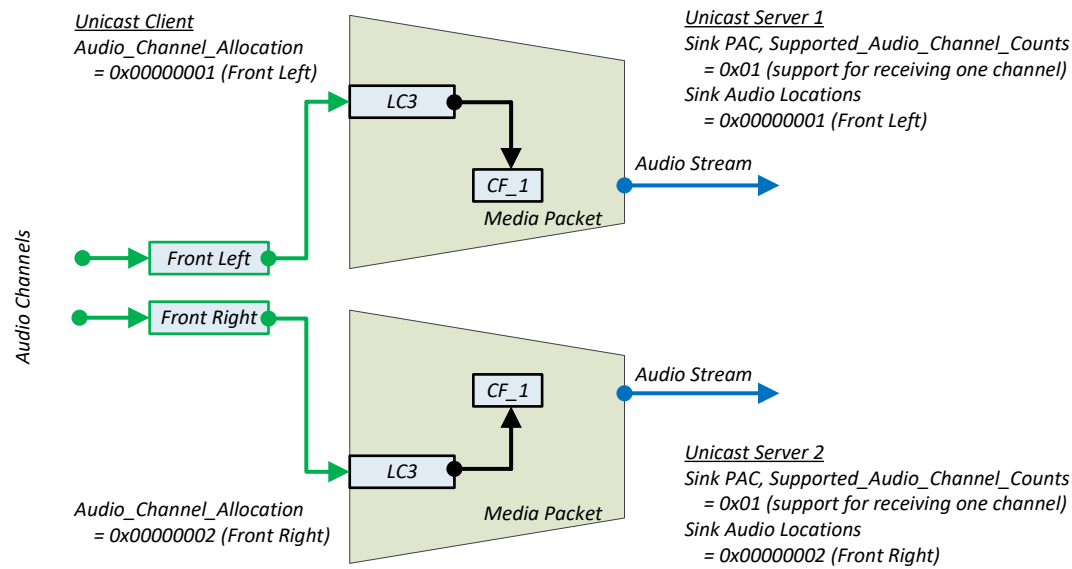 Unicast Client
Audio_Channel_Allocation
= 0x00000001 (Front Left)
Unicast Server 1
Sink PAC, Supported_Audio_Channel_Counts
= 0x01 (support for receiving one channel)
Sink Audio Locations
= 0x00000001 (Front Left)
LC3
CF_1
Media Packet
Audio Stream
Audio Channels
Front Left
Front Right
CF_1
LC3
Media Packet
Audio Stream
Audio_Channel_Allocation
= 0x00000002 (Front Right)
Unicast Server 2
Sink PAC, Supported_Audio_Channel_Counts
= 0x01 (support for receiving one channel)
Sink Audio Locations
= 0x00000002 (Front Right)